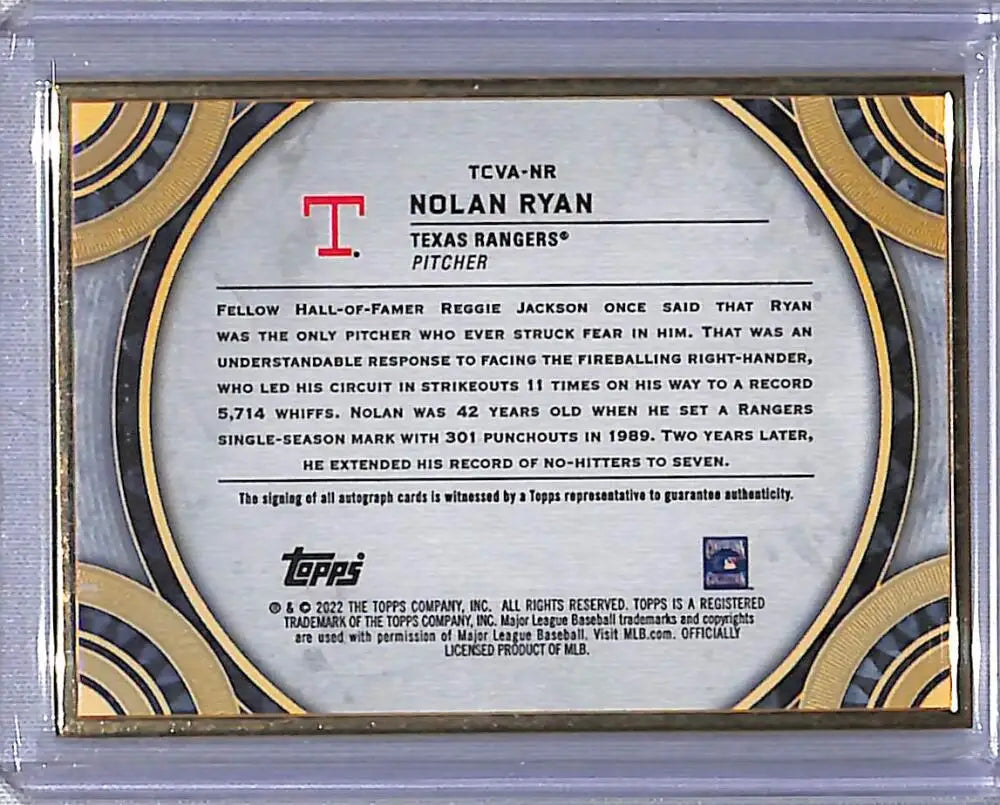 TCVA-NR
T.
NOLAN RYAN
TEXAS RANGERS®
PITCHER
FELLOW HALL-OF-FAMER REGGIE JACKSON ONCE SAID THAT RYAN
WAS THE ONLY PITCHER WHO EVER STRUCK FEAR IN HIM. THAT WAS AN
UNDERSTANDABLE RESPONSE TO FACING THE FIREBALLING RIGHT-HANDER,
WHO LED HIS CIRCUIT IN STRIKEOUTS 11 TIMES ON HIS WAY TO A RECORD
5,714 WHIFFS. NOLAN WAS 42 YEARS OLD WHEN HE SET A RANGERS
SINGLE-SEASON MARK WITH 301 PUNCHOUTS IN 1989. TWO YEARS LATER,
HE EXTENDED HIS RECORD OF NO-HITTERS TO SEVEN.
The signing of all autograph cards is witnessed by a Topps representative to guarantee authenticity.
topps
® & © 2022 THE TOPPS COMPANY, INC. ALL RIGHTS RESERVED. TOPPS IS A REGISTERED
TRADEMARK OF THE TOPPS COMPANY, INC. Major League Baseball trademarks and copyrights
are used with permission of Major League Baseball. Visit MLB.com. OFFICIALLY
LICENSED PRODUCT OF MLB.